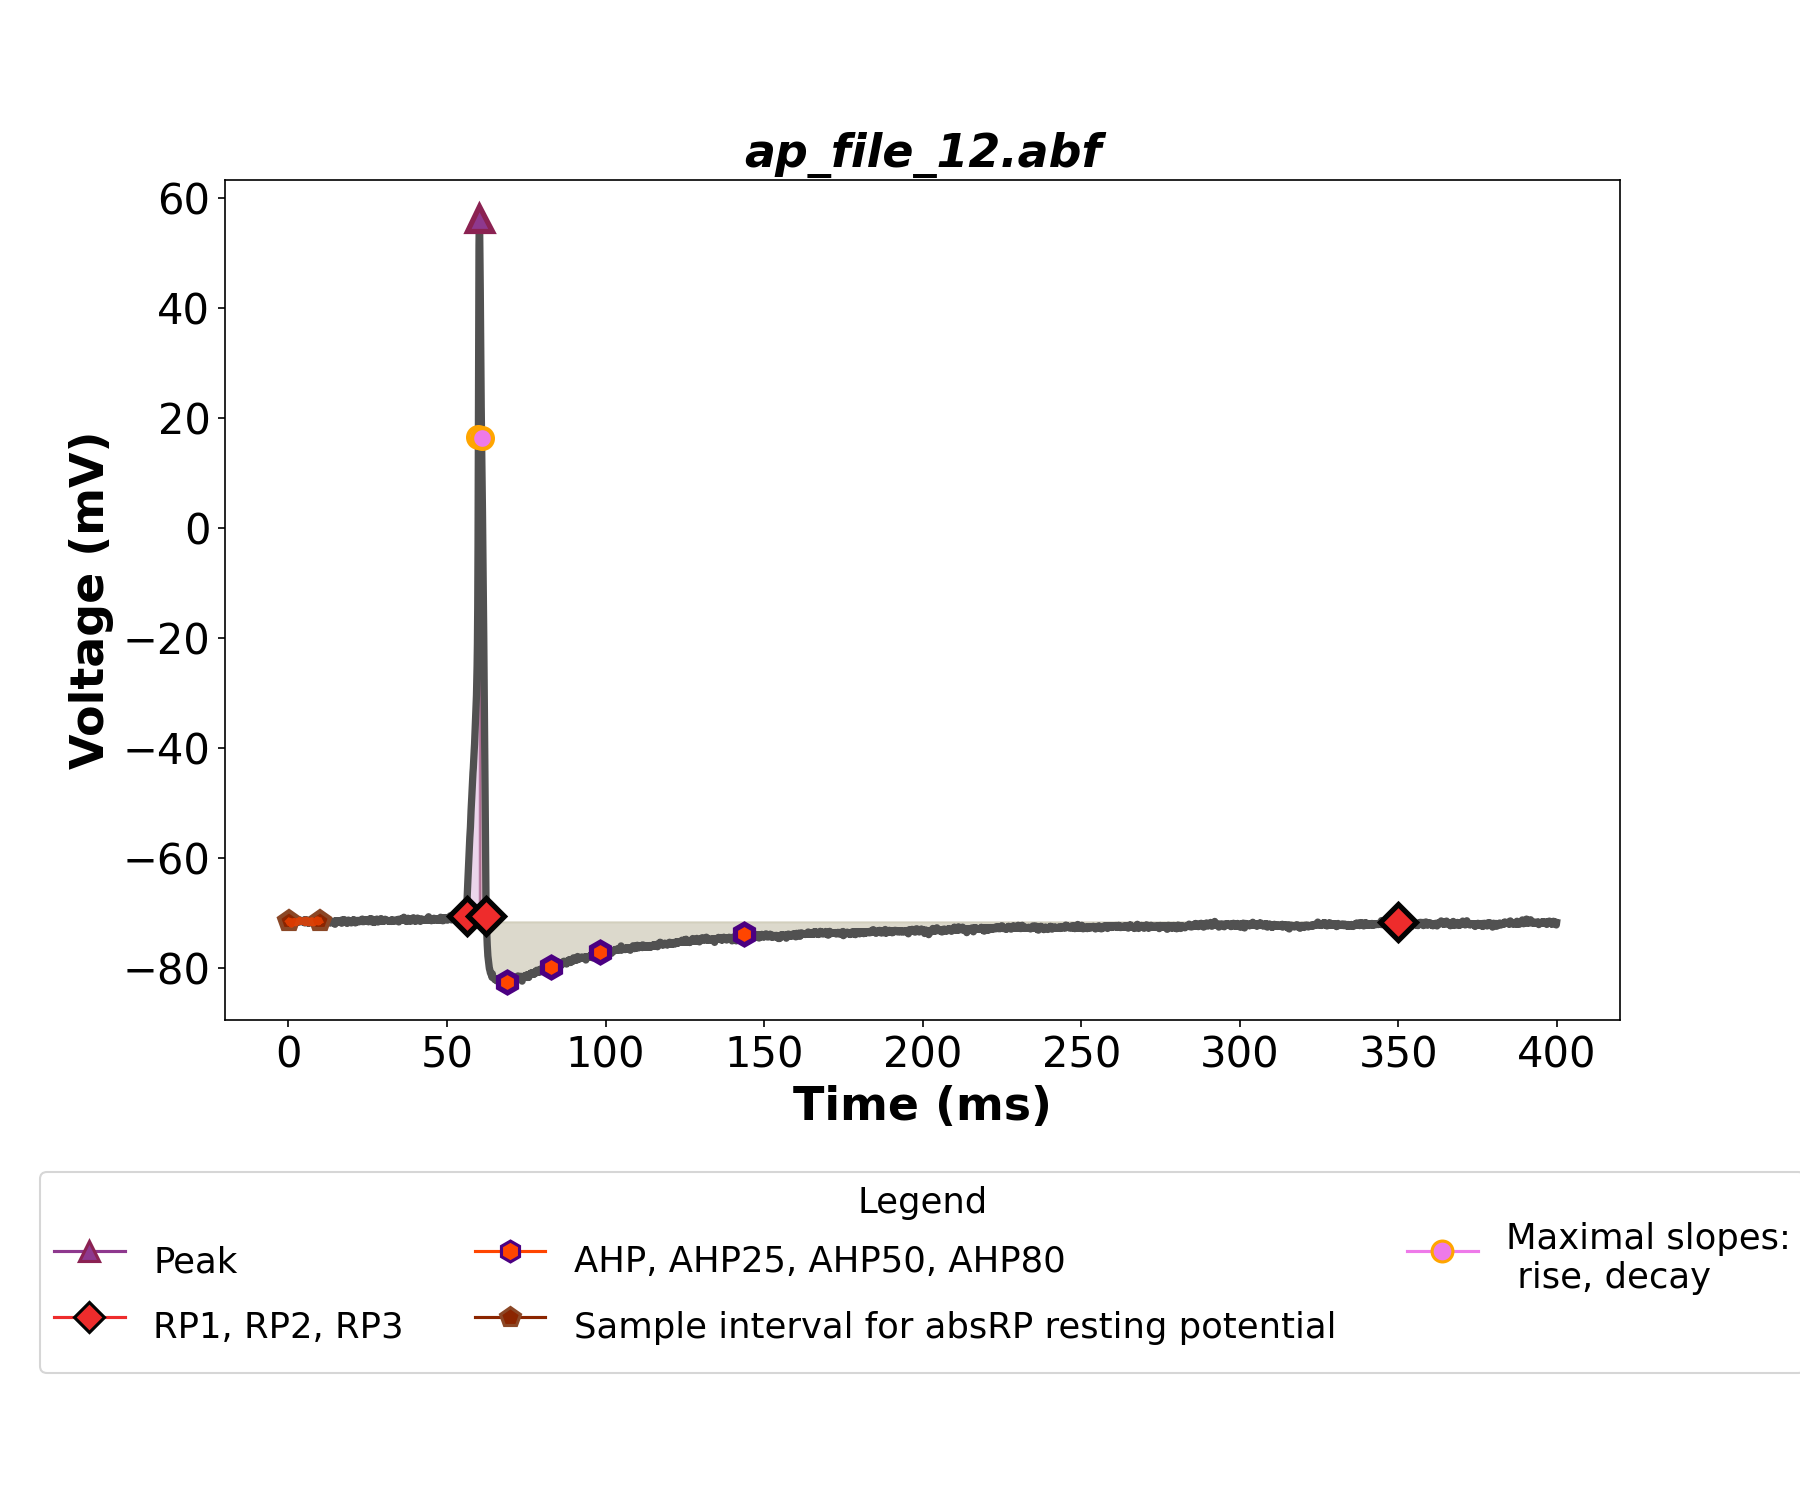 ap_file_12.abf
60
40
20
0
−20
−40
−60
−80
Voltage (mV)
0 50 100 150 200 250 300 350 400
Time (ms)
Legend
Peak
RP1, RP2, RP3
AHP, AHP25, AHP50, AHP80
Sample interval for absRP resting potential
Maximal slopes:
rise, decay